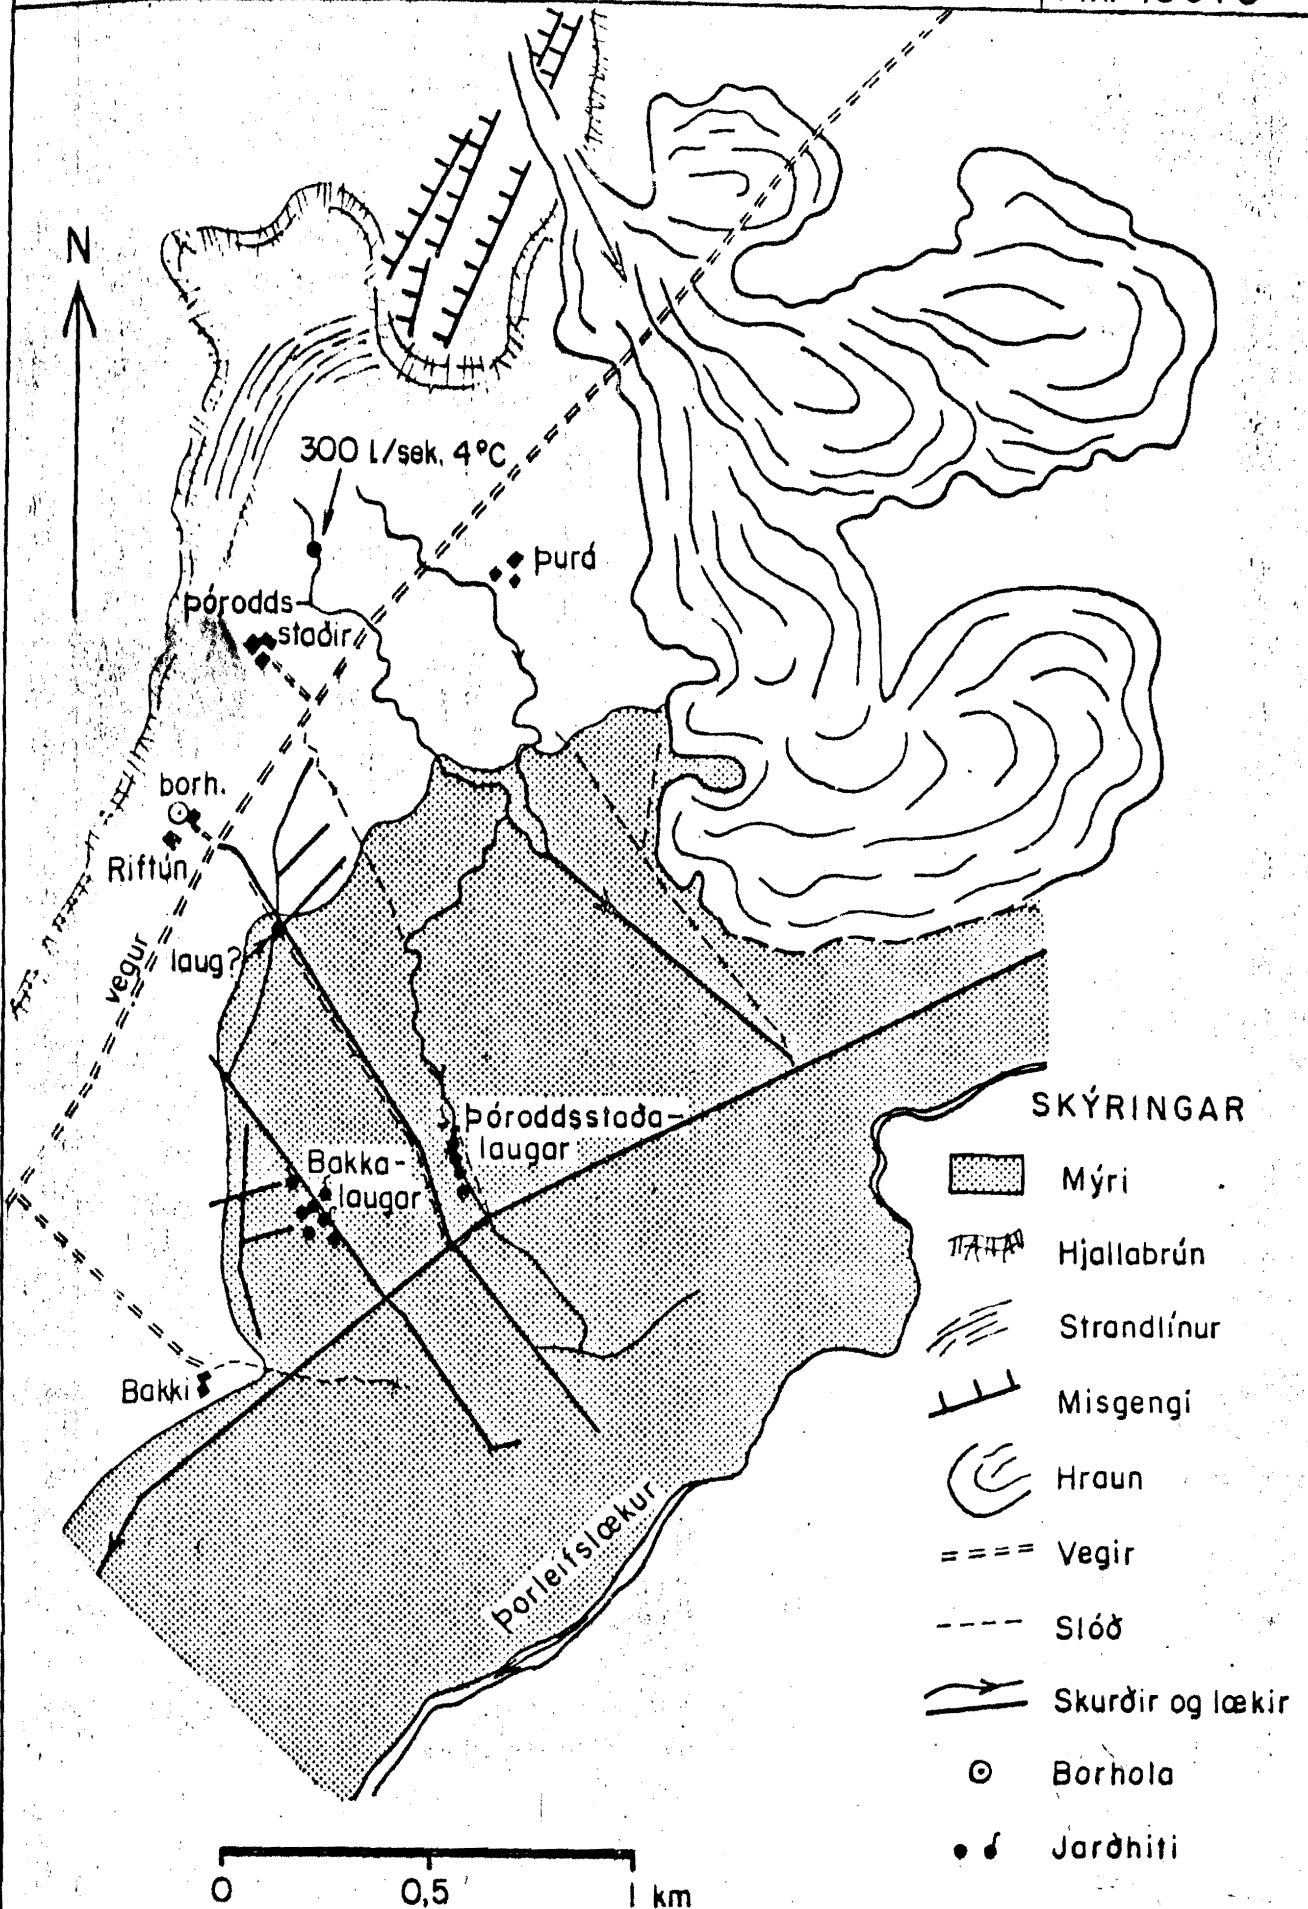 N
300 l/sek. 4°C
Þurá
Þórodds-
staðir
borh.
Riftún
laug?
vegur
Þóroddsstaða-
laugar
Bakka-
laugar
Bakki
Þorleifslækur
SKÝRINGAR
Mýri
Hjallabrún
Strandlínur
Misgengi
Hraun
Vegir
Slóð
Skurðir og lækir
Borhola
Jarðhiti
0 0,5 1 km